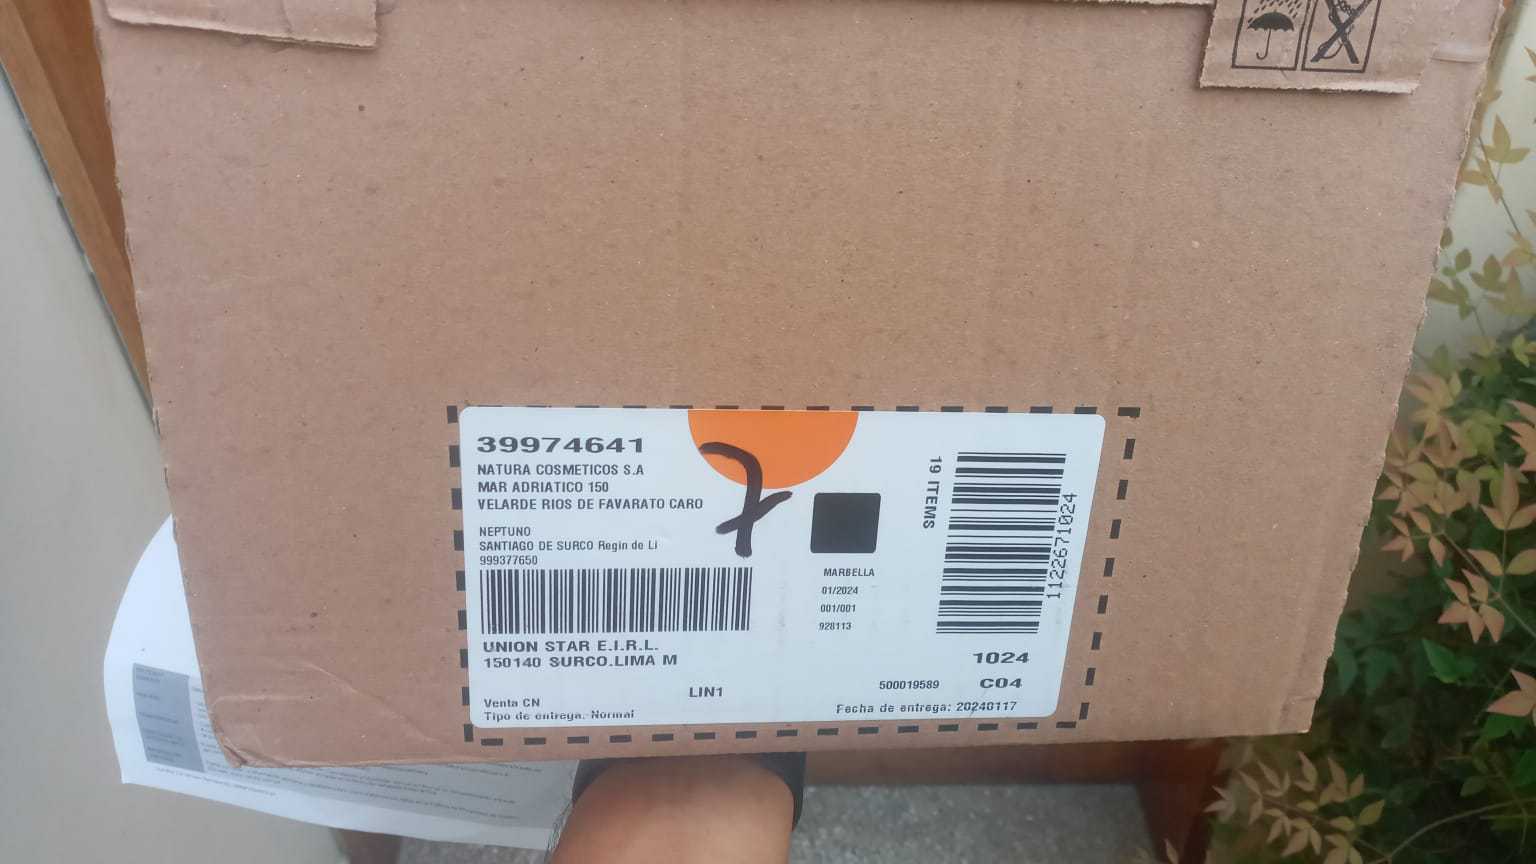 39974641
NATURA COSMETICOS S.A
MAR ADRIATICO 150
VELARDE RIOS DE FAVARATO CARO
NEPTUNO
SANTIAGO DE SURCO Regin de Li
999377650
UNION STAR E.I.R.L.
150140 SURCO.LIMA M
LIN1
Venta CN
Tipo de entrega: Normal
7
MARBELLA
01/2024
001/001
928113
19 ITEMS
1122671024
1024
500019589 C04
Fecha de entrega: 20240117